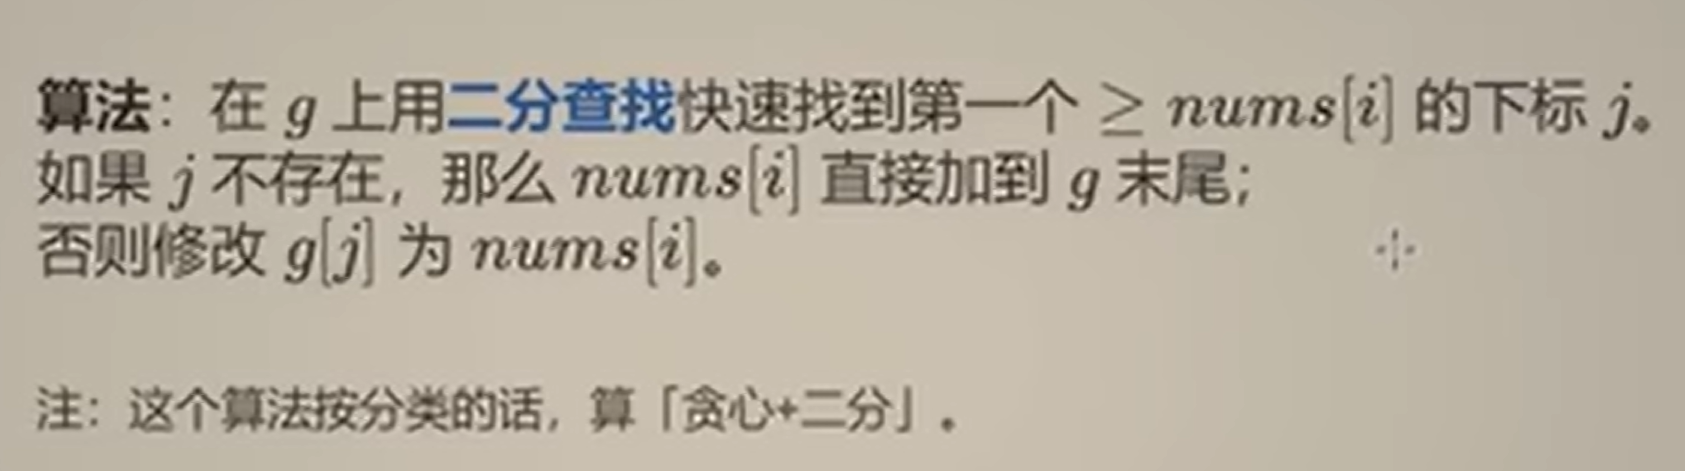 算法：在 g 上用二分查找快速找到第一个 ≥ nums[i] 的下标 j。
如果 j 不存在，那么 nums[i] 直接加到 g 末尾；
否则修改 g[j] 为 nums[i]。
注：这个算法按分类的话，算「贪心+二分」。